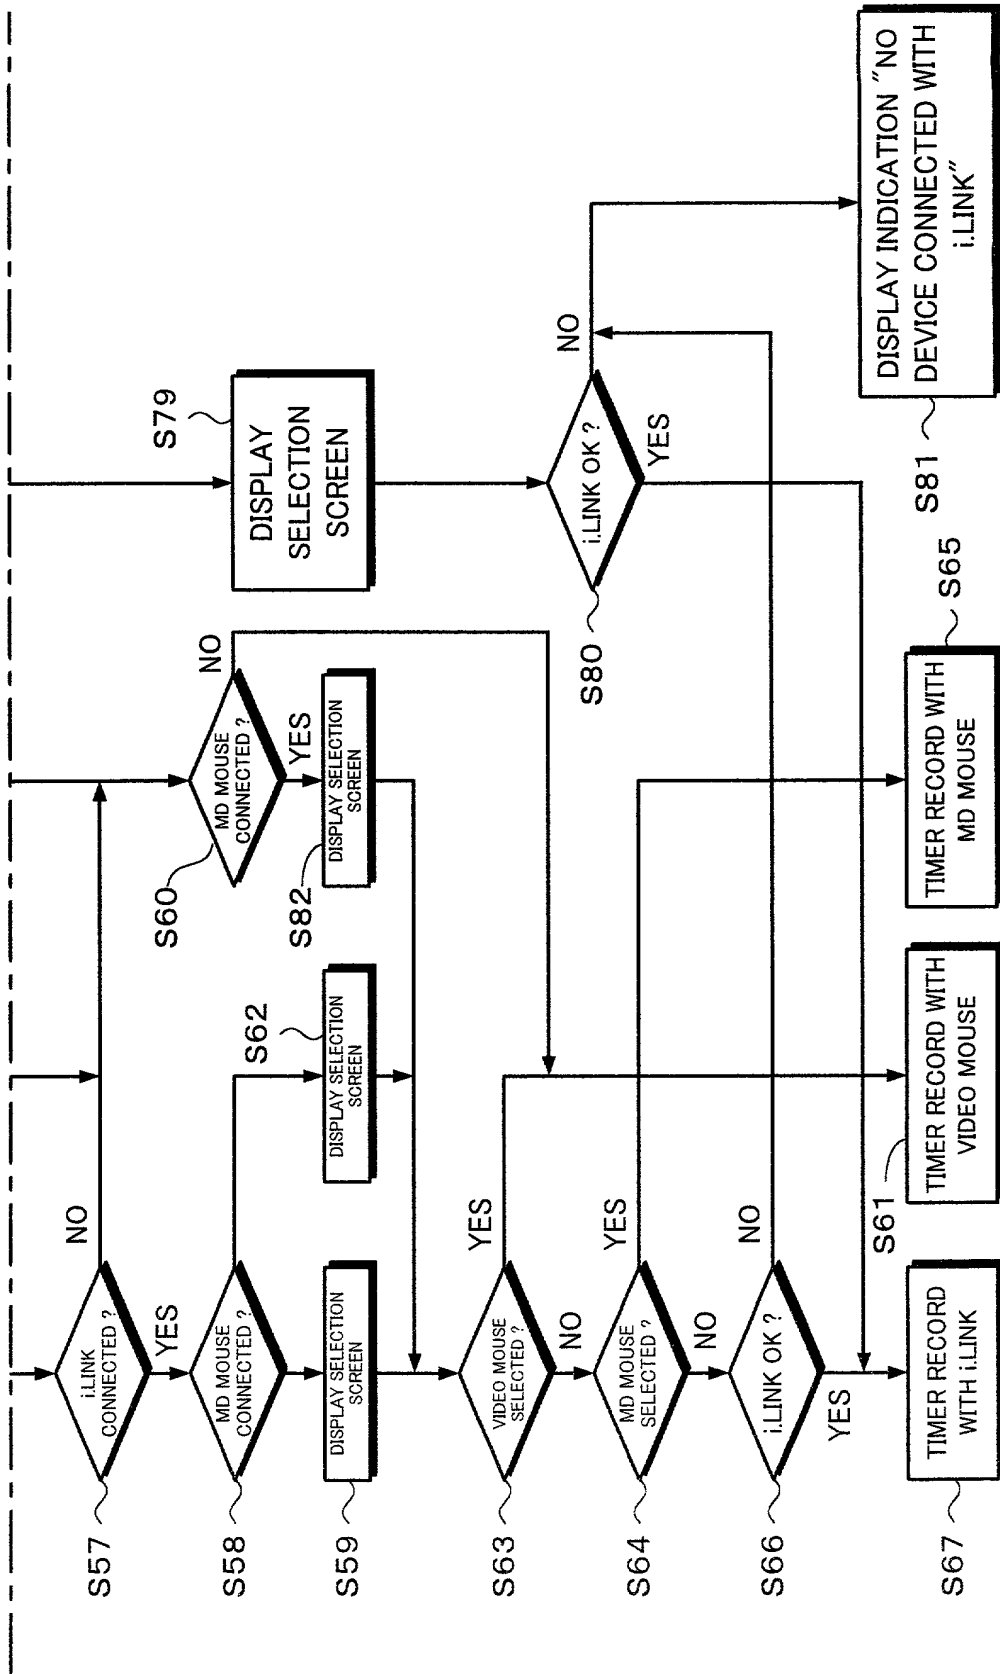 S57
i.LINK
CONNECTED ?
NO
YES
S58
MD MOUSE
CONNECTED ?
S59
DISPLAY SELECTION
SCREEN
S62
DISPLAY SELECTION
SCREEN
S60
MD MOUSE
CONNECTED ?
NO
YES
S82
DISPLAY SELECTION
SCREEN
S79
DISPLAY
SELECTION
SCREEN
S63
VIDEO MOUSE
SELECTED ?
YES
NO
S64
MD MOUSE
SELECTED ?
YES
NO
S66
i.LINK OK ?
NO
YES
S80
i.LINK OK ?
NO
YES
S67
TIMER RECORD
WITH i.LINK
S61
TIMER RECORD WITH
VIDEO MOUSE
S65
TIMER RECORD WITH
MD MOUSE
S81
DISPLAY INDICATION "NO
DEVICE CONNECTED WITH
i.LINK"